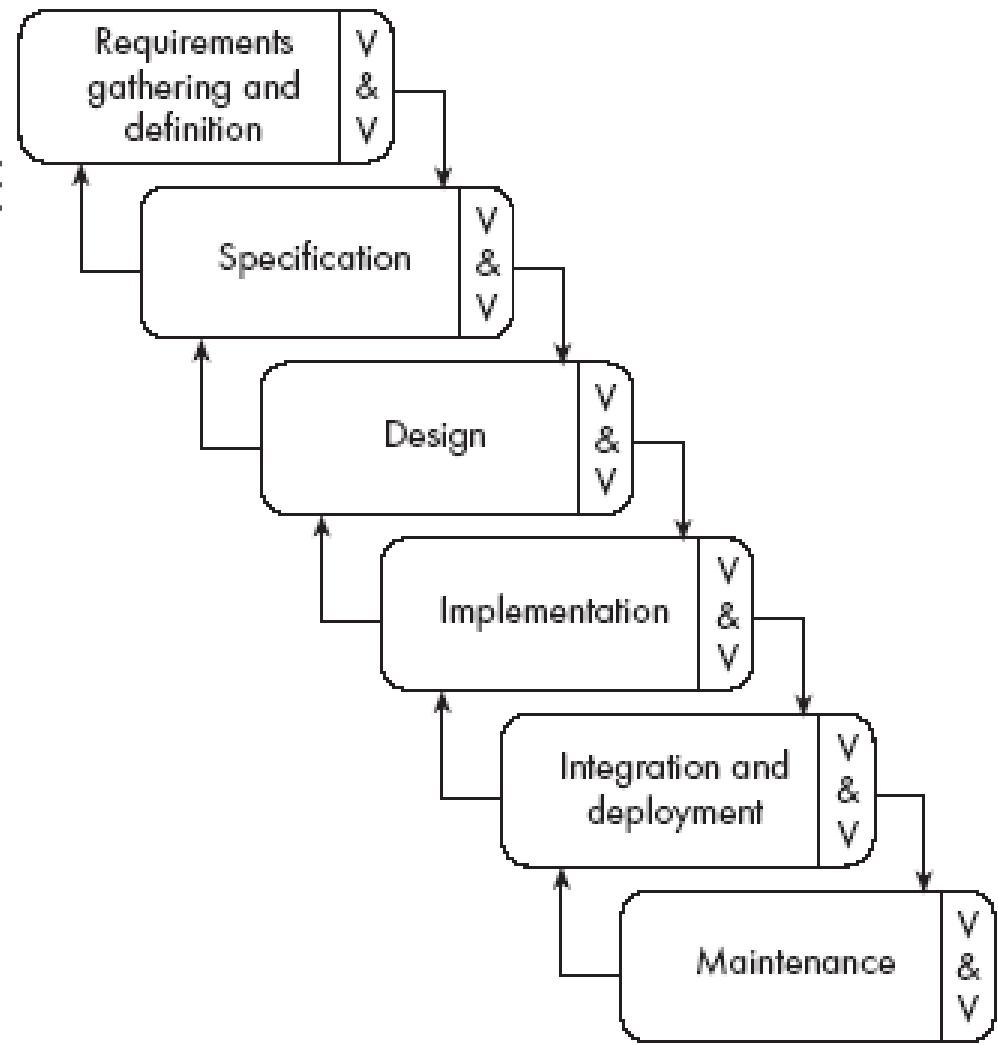 Requirements
gathering and
definition
V
&
V
Specification
V
&
V
Design
V
&
V
Implementation
V
&
V
Integration and
deployment
V
&
V
Maintenance
V
&
V